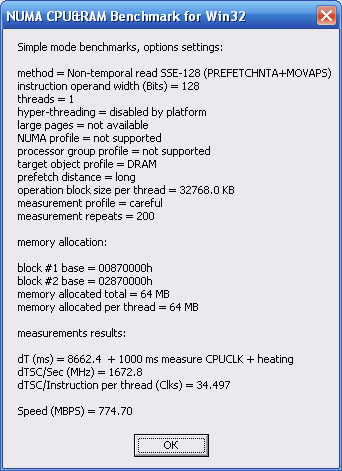 NUMA CPU&RAM Benchmark for Win32
Simple mode benchmarks, options settings:
method = Non-temporal read SSE-128 (PREFETCHNTA+MOVAPS)
instruction operand width (Bits) = 128
threads = 1
hyper-threading = disabled by platform
large pages = not available
NUMA profile = not supported
processor group profile = not supported
target object profile = DRAM
prefetch distance = long
operation block size per thread = 32768.0 KB
measurement profile = careful
measurement repeats = 200
memory allocation:
block #1 base = 00870000h
block #2 base = 02870000h
memory allocated total = 64 MB
memory allocated per thread = 64 MB
measurements results:
dT (ms) = 8662.4  + 1000 ms measure CPUCLK + heating
dTSC/Sec (MHz) = 1672.8
dTSC/Instruction per thread (Clks) = 34.497
Speed (MBPS) = 774.70
OK